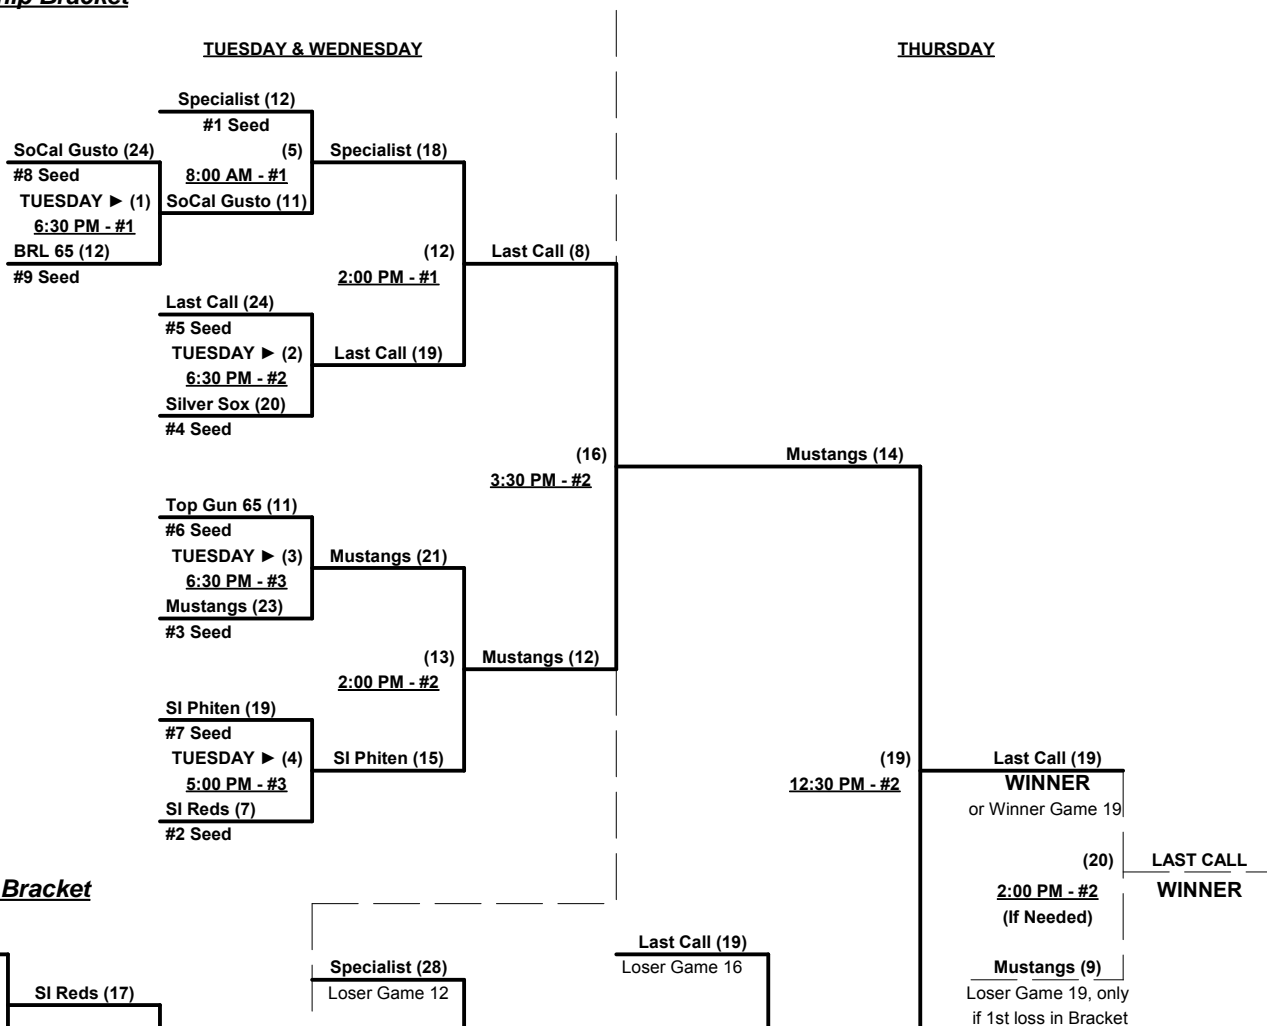 TUESDAY & WEDNESDAY
THURSDAY
Specialist (12)
#1 Seed
SoCal Gusto (24)
(5)
Specialist (18)
#8 Seed
8:00 AM - #1
TUESDAY ► (1)
SoCal Gusto (11)
6:30 PM - #1
BRL 65 (12)
(12)
Last Call (8)
#9 Seed
2:00 PM - #1
Last Call (24)
#5 Seed
TUESDAY ► (2)
Last Call (19)
6:30 PM - #2
Silver Sox (20)
#4 Seed
(16)
Mustangs (14)
3:30 PM - #2
Top Gun 65 (11)
#6 Seed
TUESDAY ► (3)
Mustangs (21)
6:30 PM - #3
Mustangs (23)
#3 Seed
(13)
Mustangs (12)
2:00 PM - #2
SI Phiten (19)
#7 Seed
TUESDAY ► (4)
SI Phiten (15)
(19)
Last Call (19)
5:00 PM - #3
12:30 PM - #2
WINNER
SI Reds (7)
or Winner Game 19
#2 Seed
(20)
LAST CALL
Bracket
2:00 PM - #2
WINNER
(If Needed)
Last Call (19)
Specialist (28)
Loser Game 16
Mustangs (9)
SI Reds (17)
Loser Game 12
Loser Game 19, only
if 1st loss in Bracket